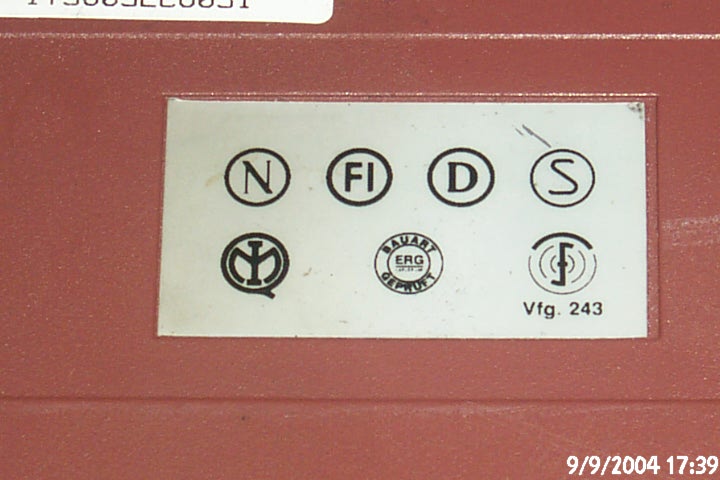 N FI D S
BAUART
ERG
GEPRÜFT
Vfg. 243
9/9/2004 17:39